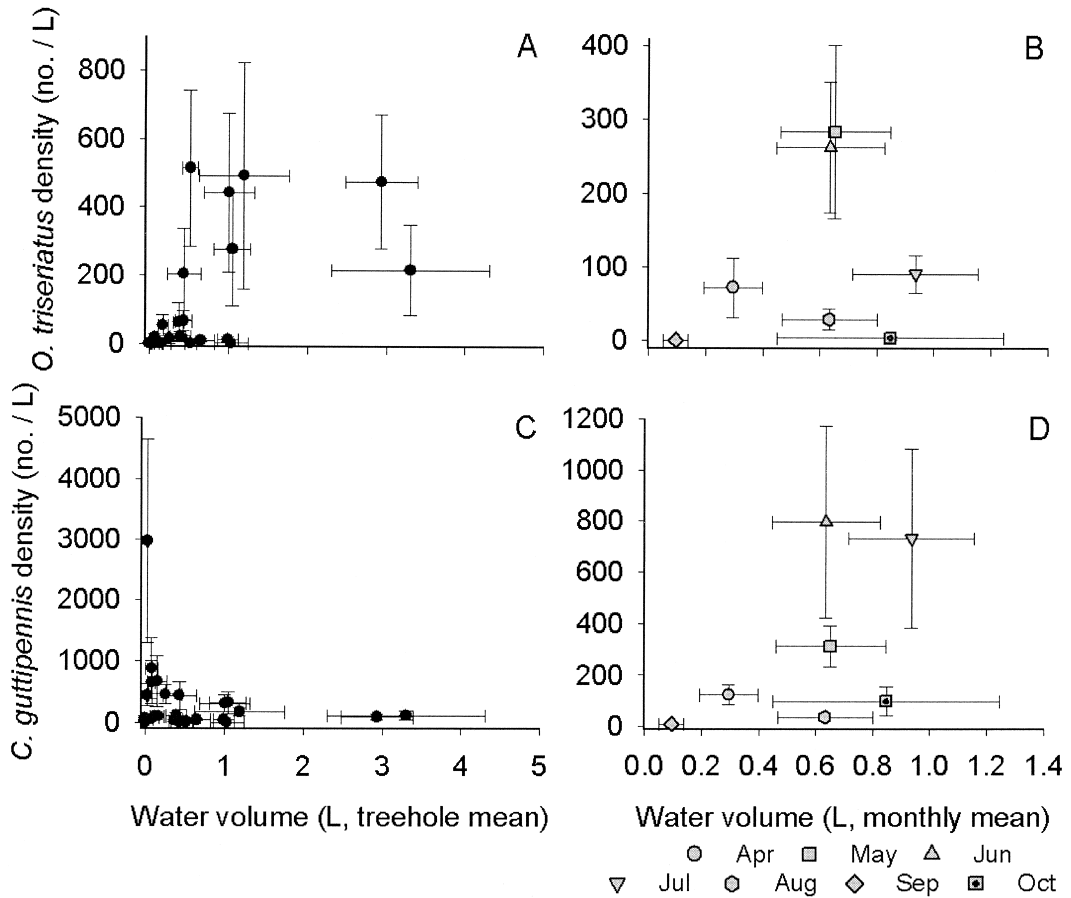 A
B
O. triseriatus density (no. / L)
800
600
400
200
0
400
300
200
100
0
C
D
C. guttipennis density (no. / L)
5000
4000
3000
2000
1000
0
1200
1000
800
600
400
200
0
0 1 2 3 4 5
0.0 0.2 0.4 0.6 0.8 1.0 1.2 1.4
Water volume (L, treehole mean)
Water volume (L, monthly mean)
Apr May Jun
Jul Aug Sep Oct